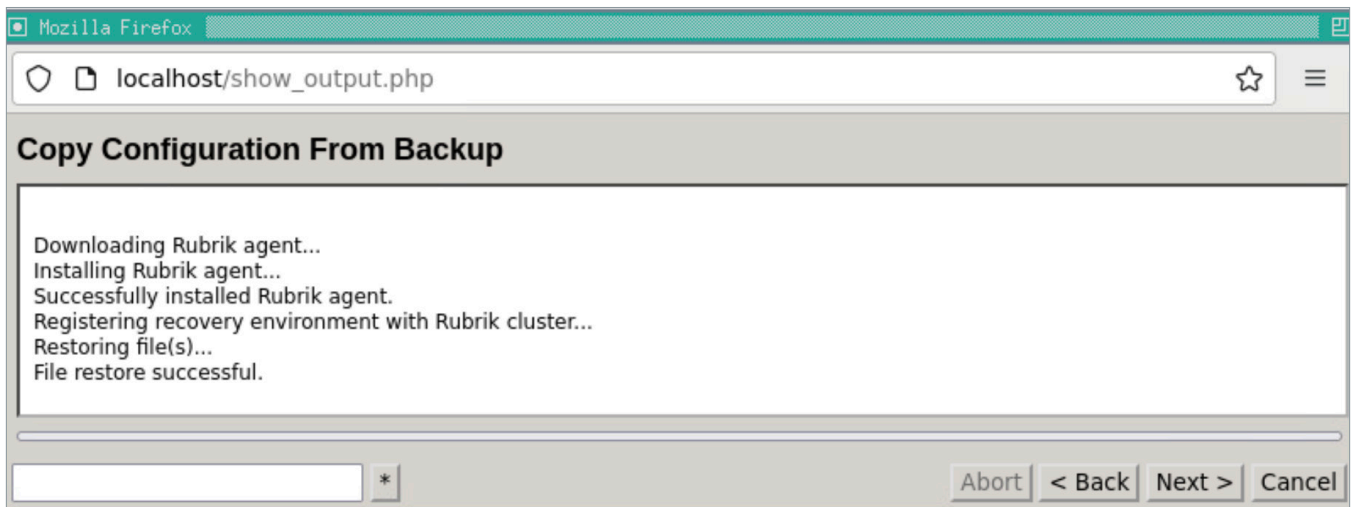 Mozilla Firefox
localhost/show_output.php
Copy Configuration From Backup
Downloading Rubrik agent...
Installing Rubrik agent...
Successfully installed Rubrik agent.
Registering recovery environment with Rubrik cluster...
Restoring file(s)...
File restore successful.
* Abort < Back Next > Cancel